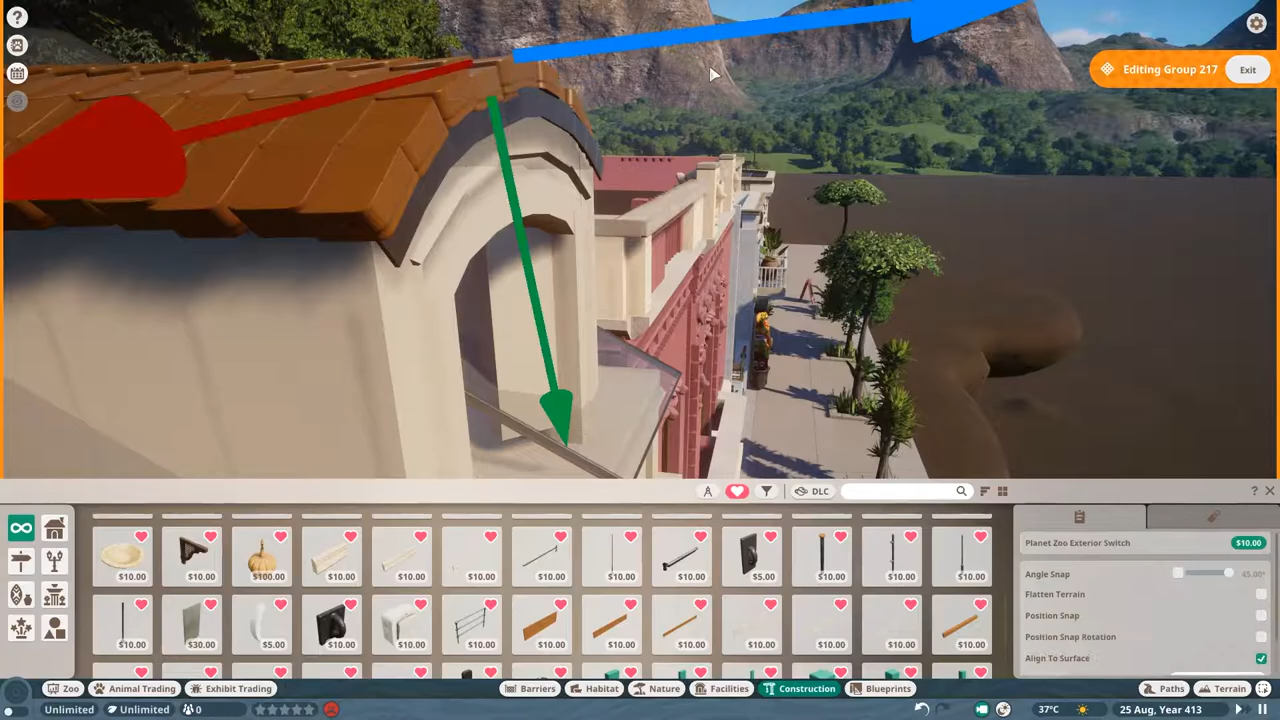 ?
Editing Group 217
Exit
DLC
? ×
$10.00 $10.00 $100.00 $10.00 $10.00 $10.00 $10.00 $10.00 $10.00 $5.00 $10.00 $10.00 $10.00
$10.00 $30.00 $5.00 $10.00 $10.00 $10.00 $10.00 $10.00 $10.00 $10.00 $10.00 $10.00 $10.00
Planet Zoo Exterior Switch $10.00
Angle Snap 45.00°
Flatten Terrain
Position Snap
Position Snap Rotation
Align To Surface
Zoo Animal Trading Exhibit Trading Barriers Habitat Nature Facilities Construction Blueprints Paths Terrain
Unlimited Unlimited 0 37°C 25 Aug, Year 413